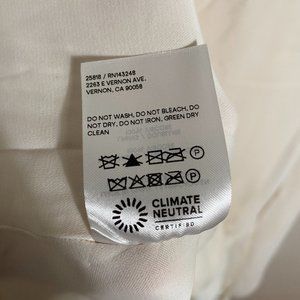 25818 / RN143248
2263 E VERNON AVE,
VERNON, CA 90058
DO NOT WASH, DO NOT BLEACH, DO
NOT DRY, DO NOT IRON, GREEN DRY
CLEAN
P
P
CLIMATE
NEUTRAL
CERTIFIED